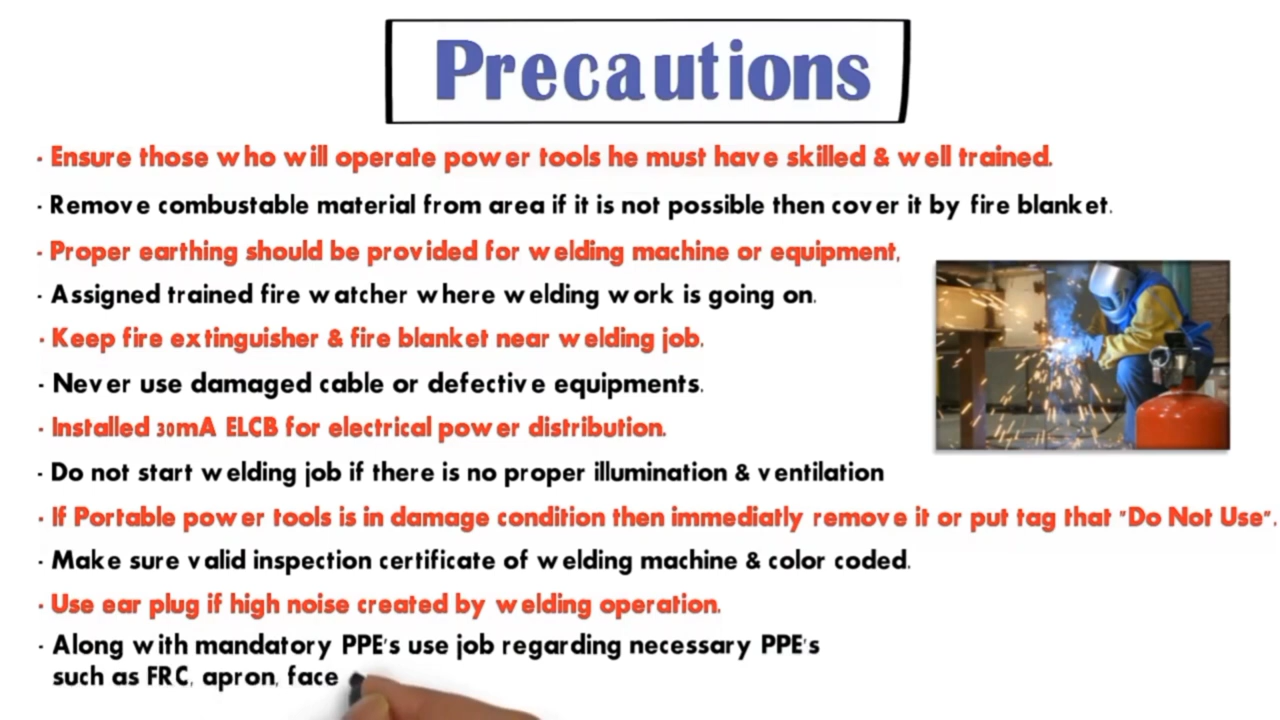 Precautions
· Ensure those who will operate power tools he must have skilled & well trained.
· Remove combustable material from area if it is not possible then cover it by fire blanket.
· Proper earthing should be provided for welding machine or equipment,
· Assigned trained fire watcher where welding work is going on.
· Keep fire extinguisher & fire blanket near welding job.
· Never use damaged cable or defective equipments.
· Installed 30mA ELCB for electrical power distribution.
· Do not start welding job if there is no proper illumination & ventilation
· If Portable power tools is in damage condition then immediatly remove it or put tag that "Do Not Use".
· Make sure valid inspection certificate of welding machine & color coded.
· Use ear plug if high noise created by welding operation.
· Along with mandatory PPE's use job regarding necessary PPE's
such as FRC, apron, face